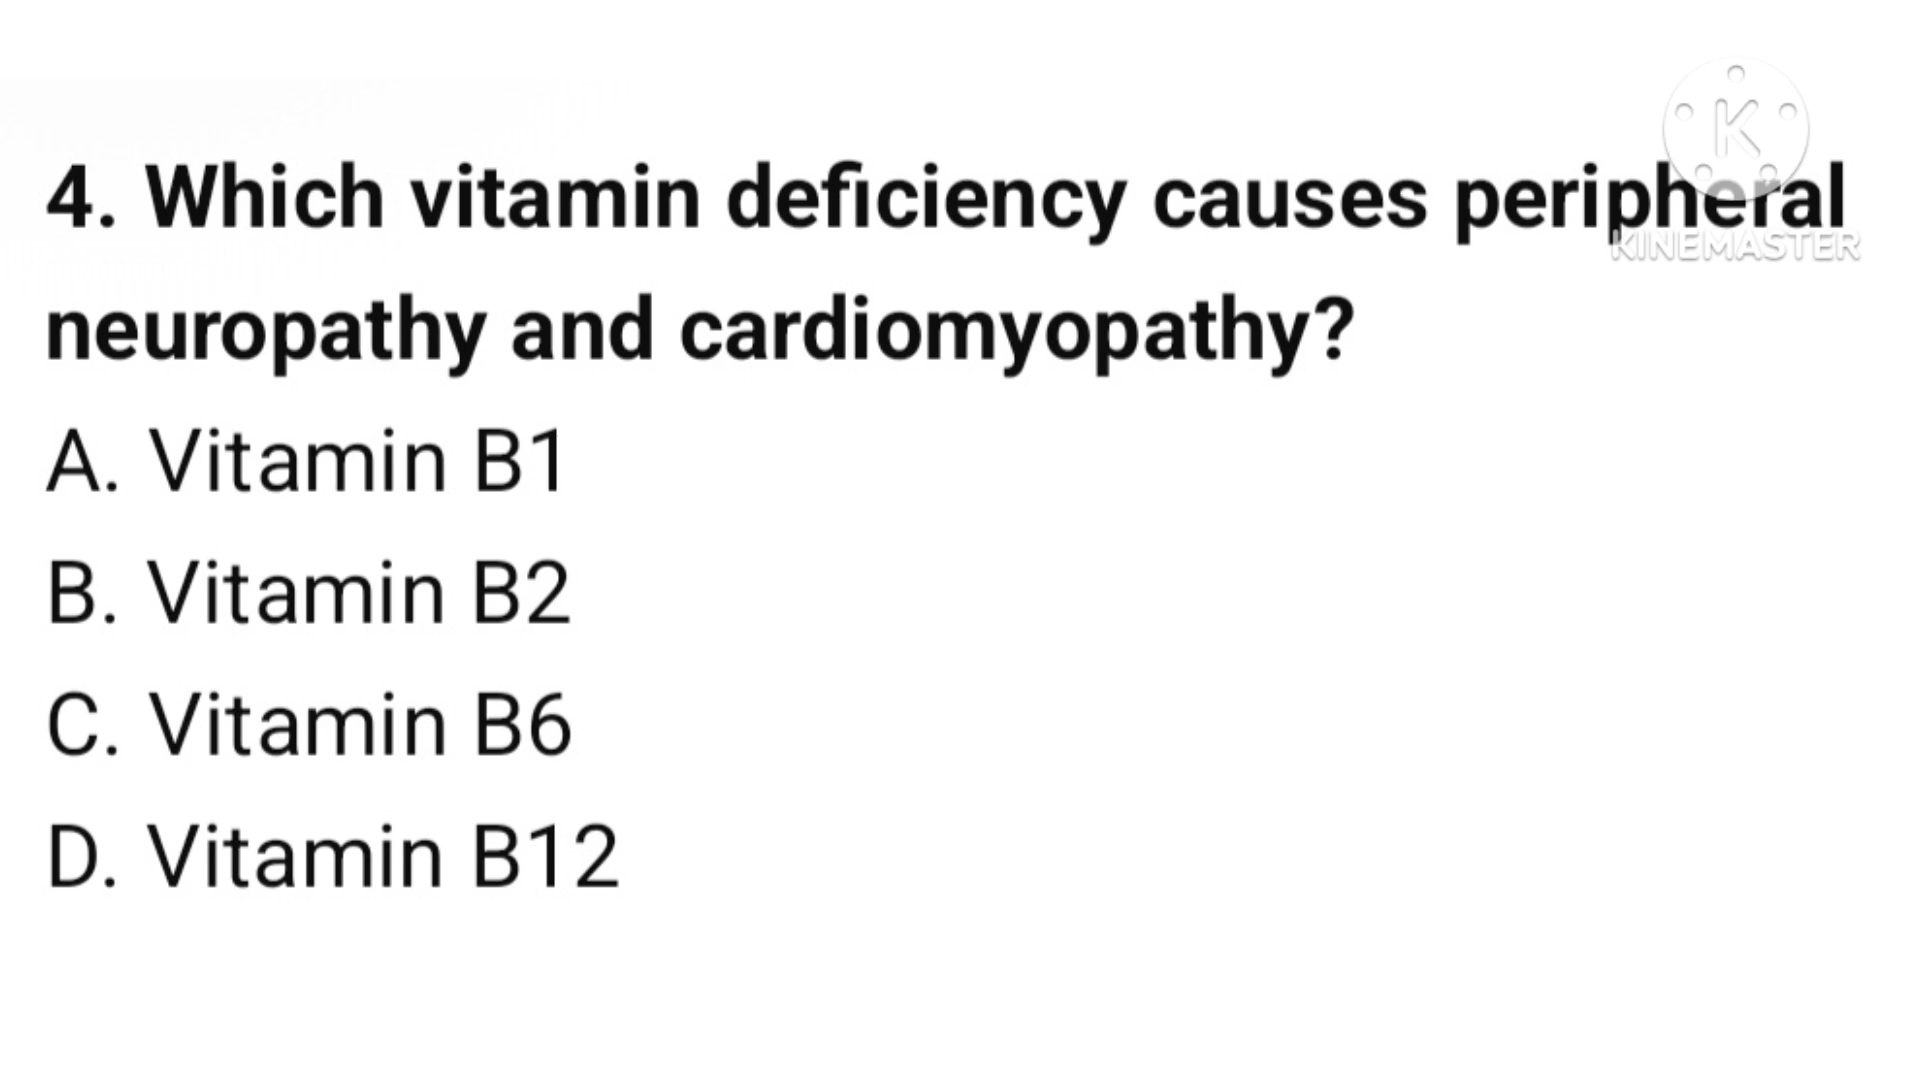 4. Which vitamin deficiency causes peripheral
neuropathy and cardiomyopathy?
A. Vitamin B1
B. Vitamin B2
C. Vitamin B6
D. Vitamin B12
K
KINEMASTER